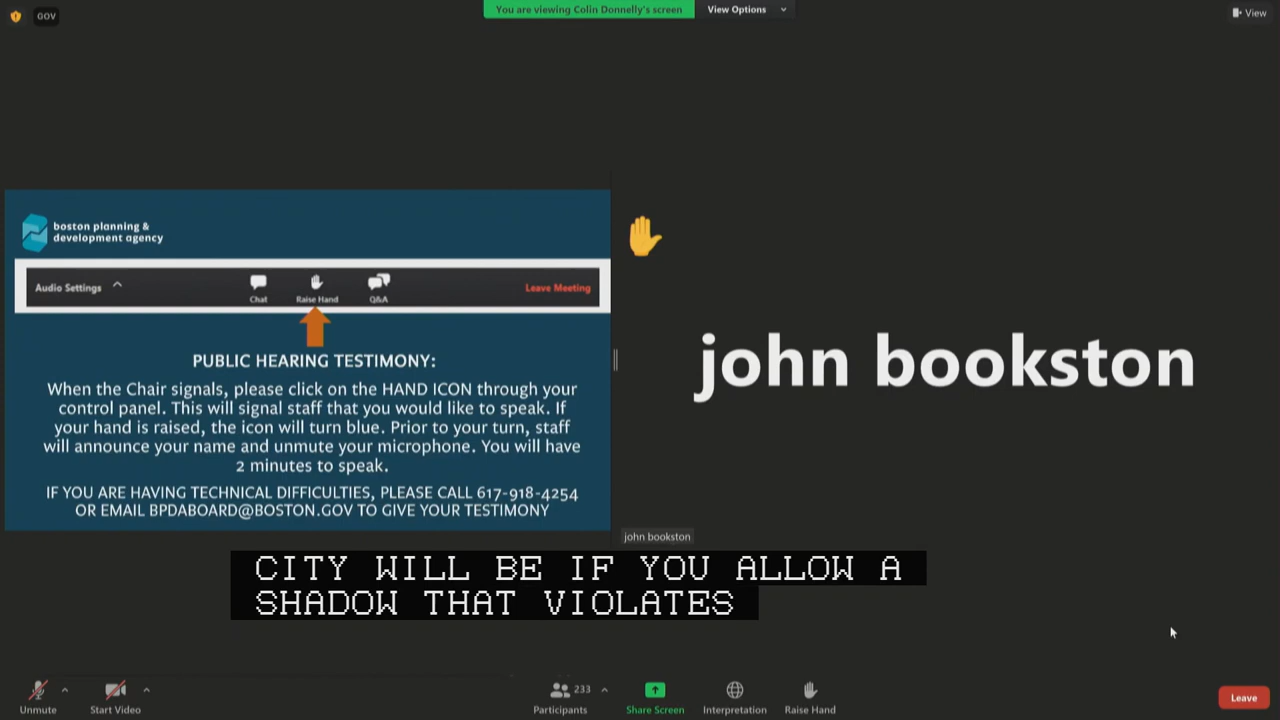 GOV
You are viewing Colin Donnelly's screen
View Options
View
boston planning &
development agency
Audio Settings
Chat
Raise Hand
Q&A
Leave Meeting
PUBLIC HEARING TESTIMONY:
When the Chair signals, please click on the HAND ICON through your
control panel. This will signal staff that you would like to speak. If
your hand is raised, the icon will turn blue. Prior to your turn, staff
will announce your name and unmute your microphone. You will have
2 minutes to speak.
IF YOU ARE HAVING TECHNICAL DIFFICULTIES, PLEASE CALL 617-918-4254
OR EMAIL BPDABOARD@BOSTON.GOV TO GIVE YOUR TESTIMONY
john bookston
john bookston
CITY WILL BE IF YOU ALLOW A
SHADOW THAT VIOLATES
Unmute
Start Video
233
Participants
Share Screen
Interpretation
Raise Hand
Leave